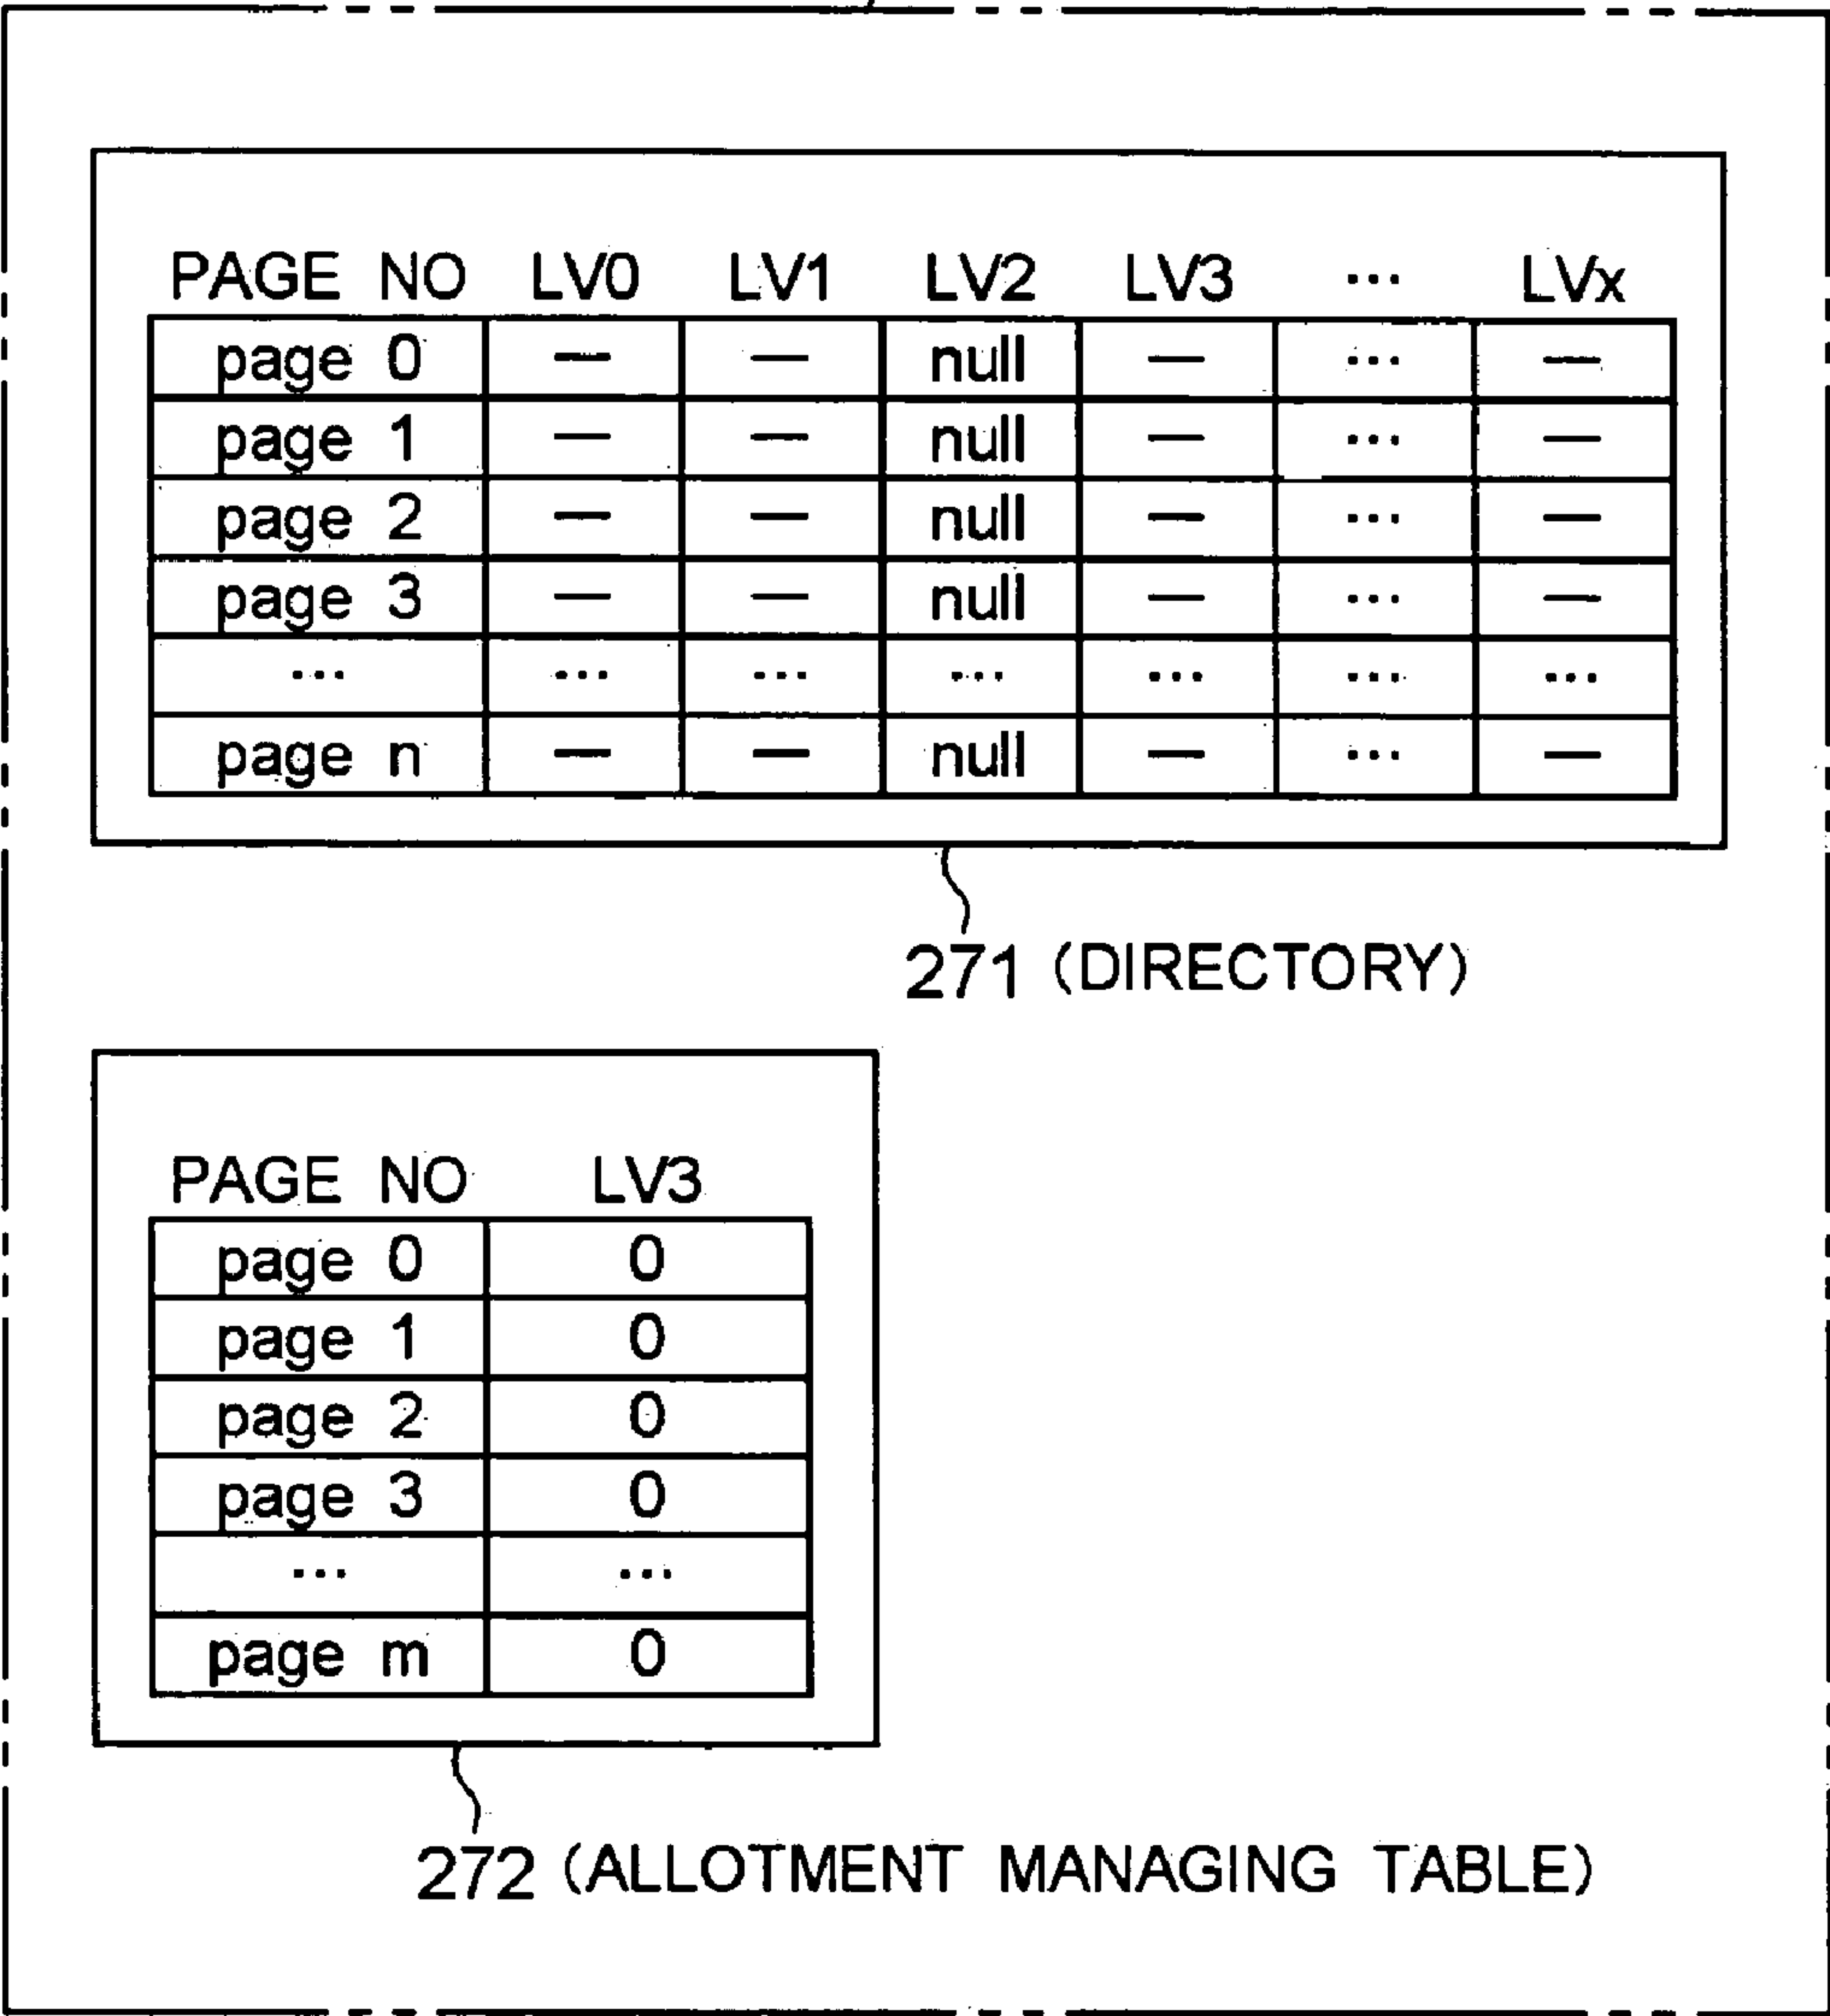 PAGE NO LV0 LV1 LV2 LV3 ... LVx
page 0 — — null — ... —
page 1 — — null — ... —
page 2 — — null — ... —
page 3 — — null — ... —
... ... ... ... ... ... ...
page n — — null — ... —
271 (DIRECTORY)
PAGE NO LV3
page 0 0
page 1 0
page 2 0
page 3 0
... ...
page m 0
272 (ALLOTMENT MANAGING TABLE)